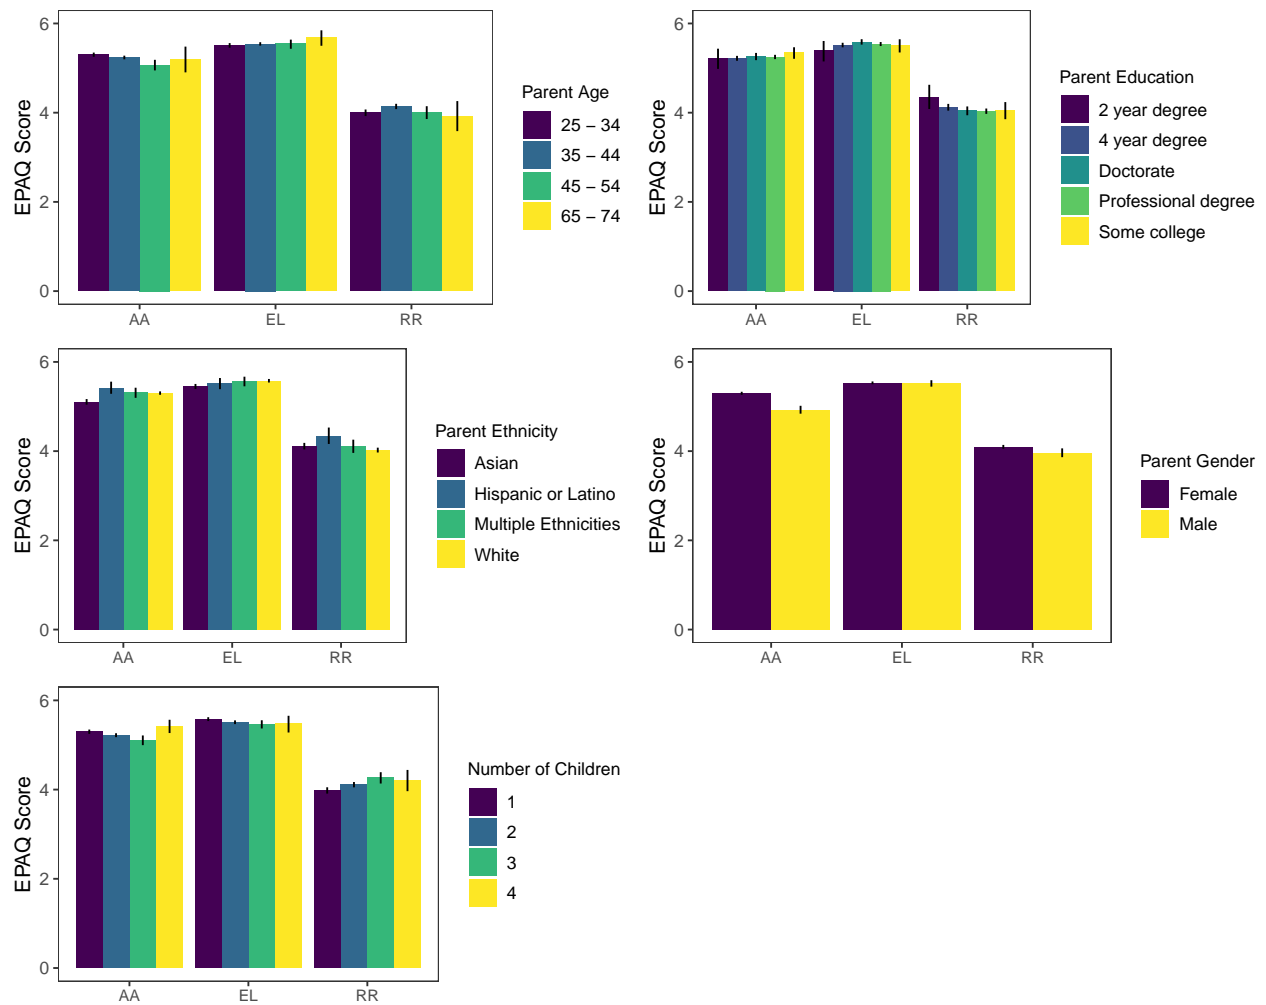 EPAQ Score
6
4
2
0
AA
EL
RR
Parent Age
25 – 34
35 – 44
45 – 54
65 – 74
EPAQ Score
6
4
2
0
AA
EL
RR
Parent Education
2 year degree
4 year degree
Doctorate
Professional degree
Some college
EPAQ Score
6
4
2
0
AA
EL
RR
Parent Ethnicity
Asian
Hispanic or Latino
Multiple Ethnicities
White
EPAQ Score
6
4
2
0
AA
EL
RR
Parent Gender
Female
Male
EPAQ Score
6
4
2
0
AA
EL
RR
Number of Children
1
2
3
4